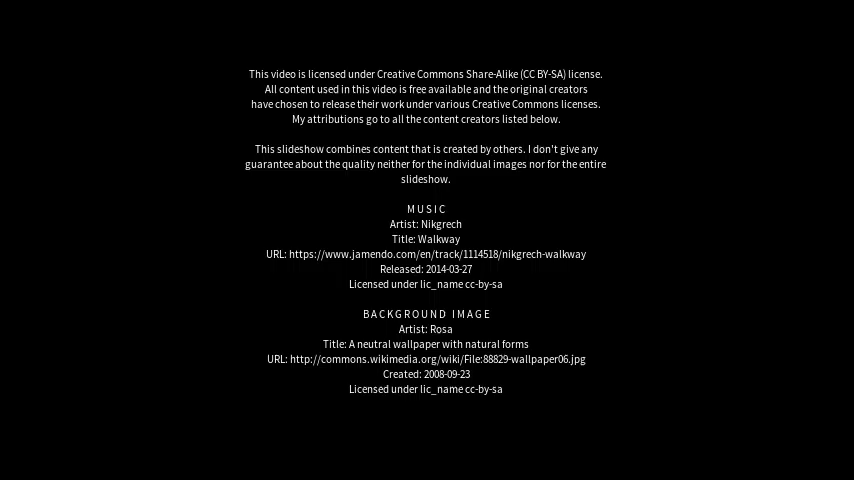 This video is licensed under Creative Commons Share-Alike (CC BY-SA) license.
All content used in this video is free available and the original creators
have chosen to release their work under various Creative Commons licenses.
My attributions go to all the content creators listed below.
This slideshow combines content that is created by others. I don't give any
guarantee about the quality neither for the individual images nor for the entire
slideshow.
MUSIC
Artist: Nikgrech
Title: Walkway
URL: https://www.jamendo.com/en/track/1114518/nikgrech-walkway
Released: 2014-03-27
Licensed under lic_name cc-by-sa
BACKGROUND IMAGE
Artist: Rosa
Title: A neutral wallpaper with natural forms
URL: http://commons.wikimedia.org/wiki/File:88829-wallpaper06.jpg
Created: 2008-09-23
Licensed under lic_name cc-by-sa